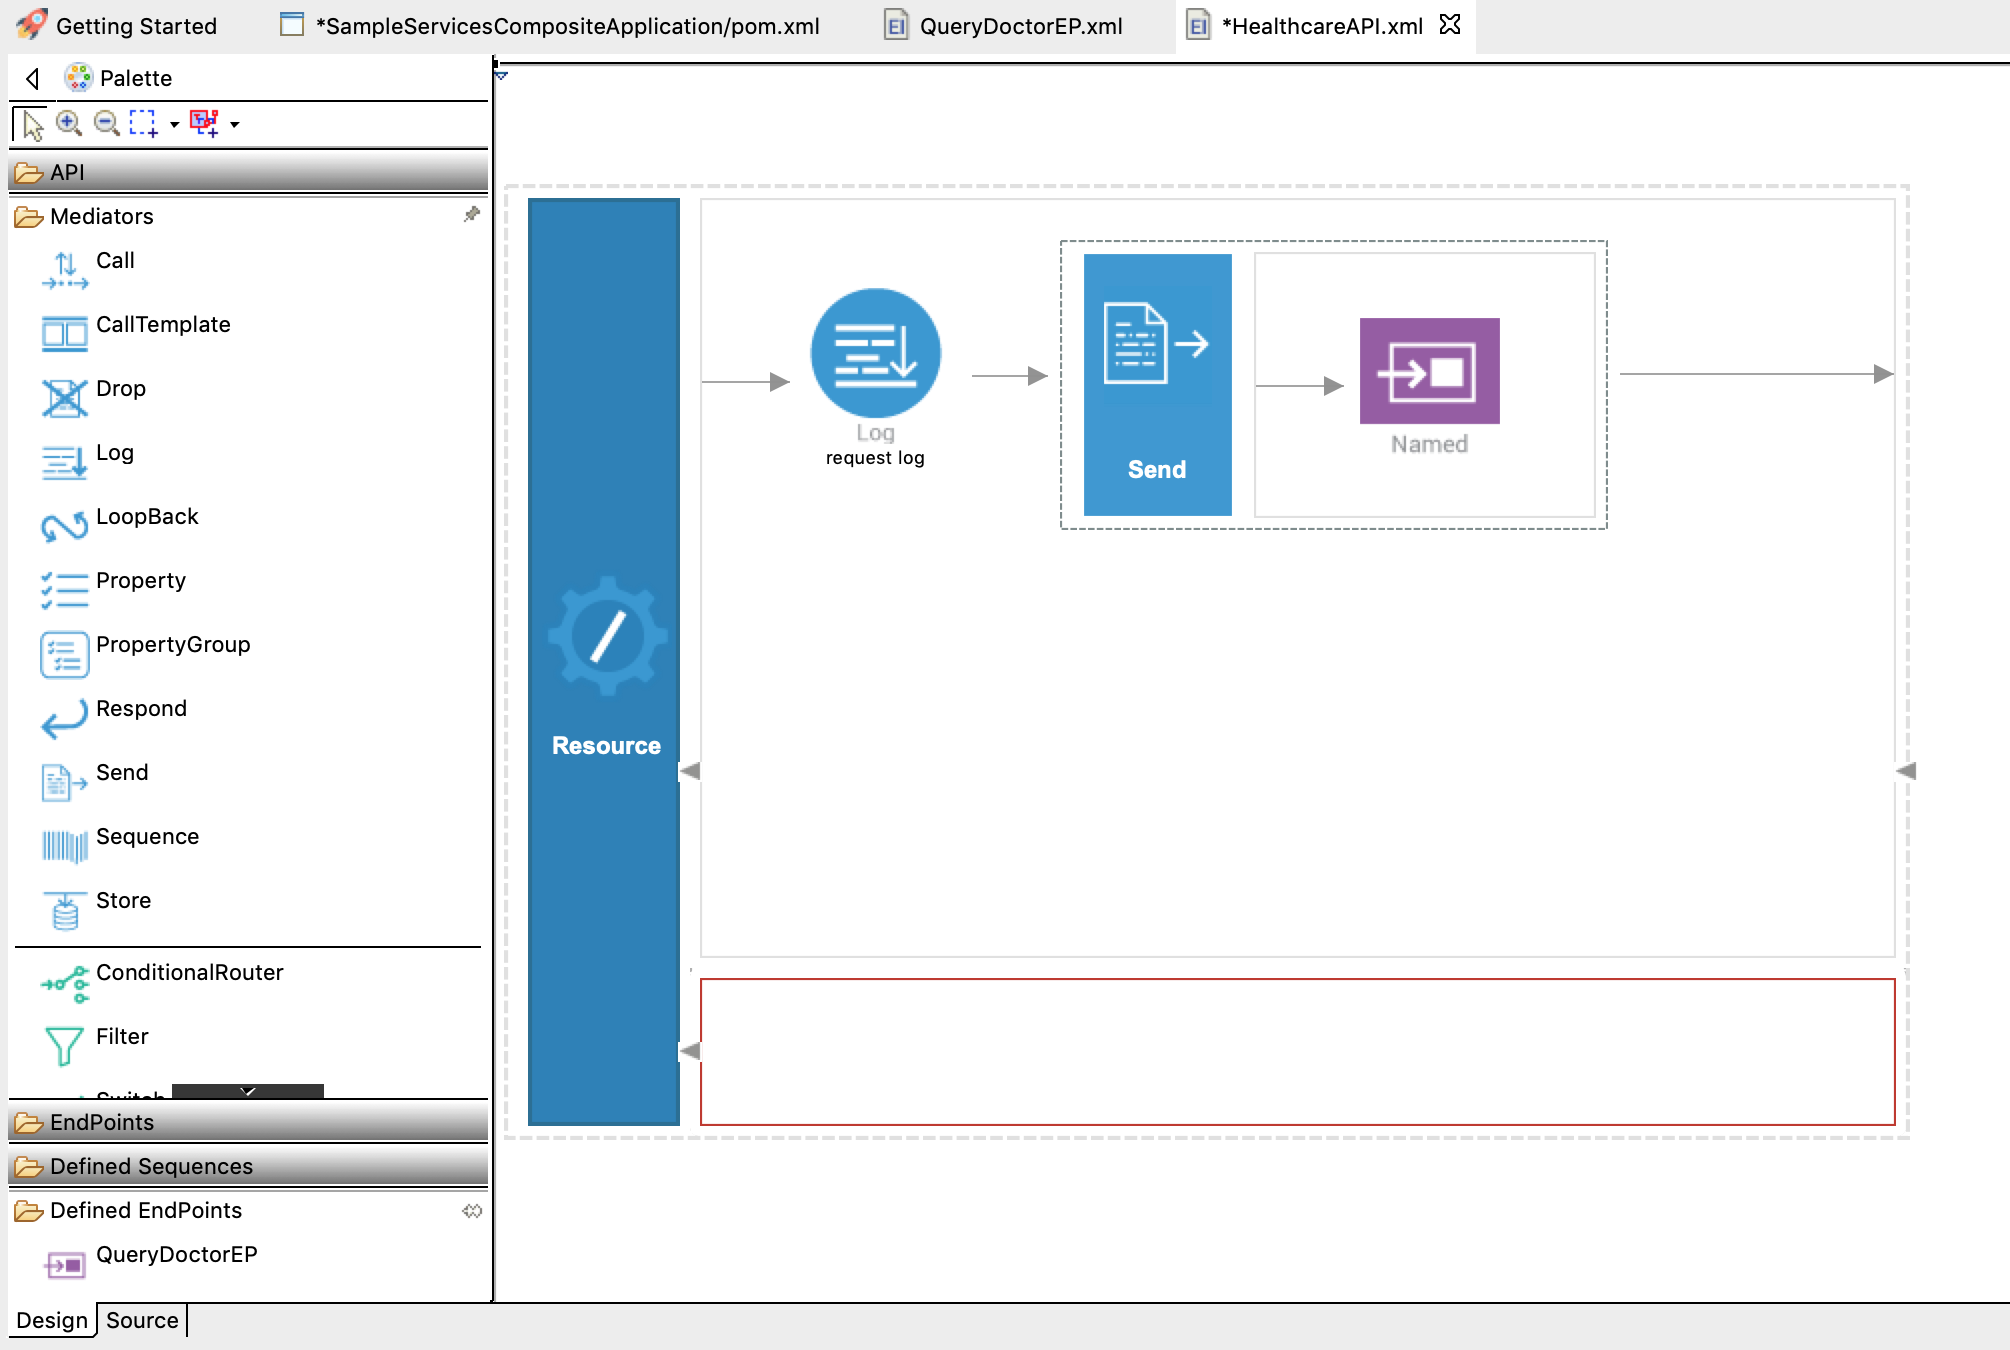 Getting Started
*SampleServicesCompositeApplication/pom.xml
QueryDoctorEP.xml
*HealthcareAPI.xml
Palette
API
Mediators
Call
CallTemplate
Drop
Log
LoopBack
Property
PropertyGroup
Respond
Send
Sequence
Store
ConditionalRouter
Filter
Switch
EndPoints
Defined Sequences
Defined EndPoints
QueryDoctorEP
Design
Source
Resource
Log
request log
Send
Named